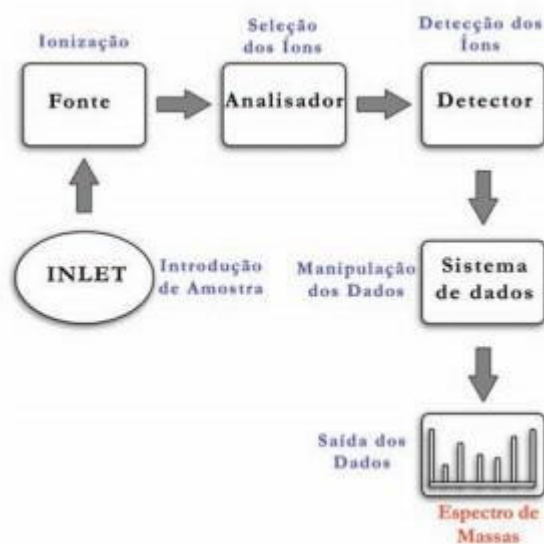 Ionização
Seleção
dos Íons
Detecção dos
Íons
Fonte
Analisador
Detector
INLET
Introdução
de Amostra
Manipulação
dos Dados
Sistema
de dados
Saída dos
Dados
Espectro de
Massas